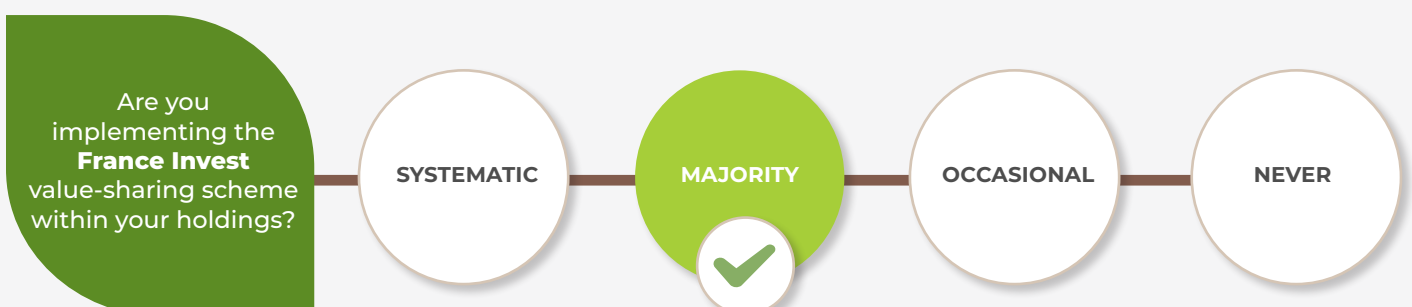 Are you
implementing the
France Invest
value-sharing scheme
within your holdings?
SYSTEMATIC
MAJORITY
OCCASIONAL
NEVER